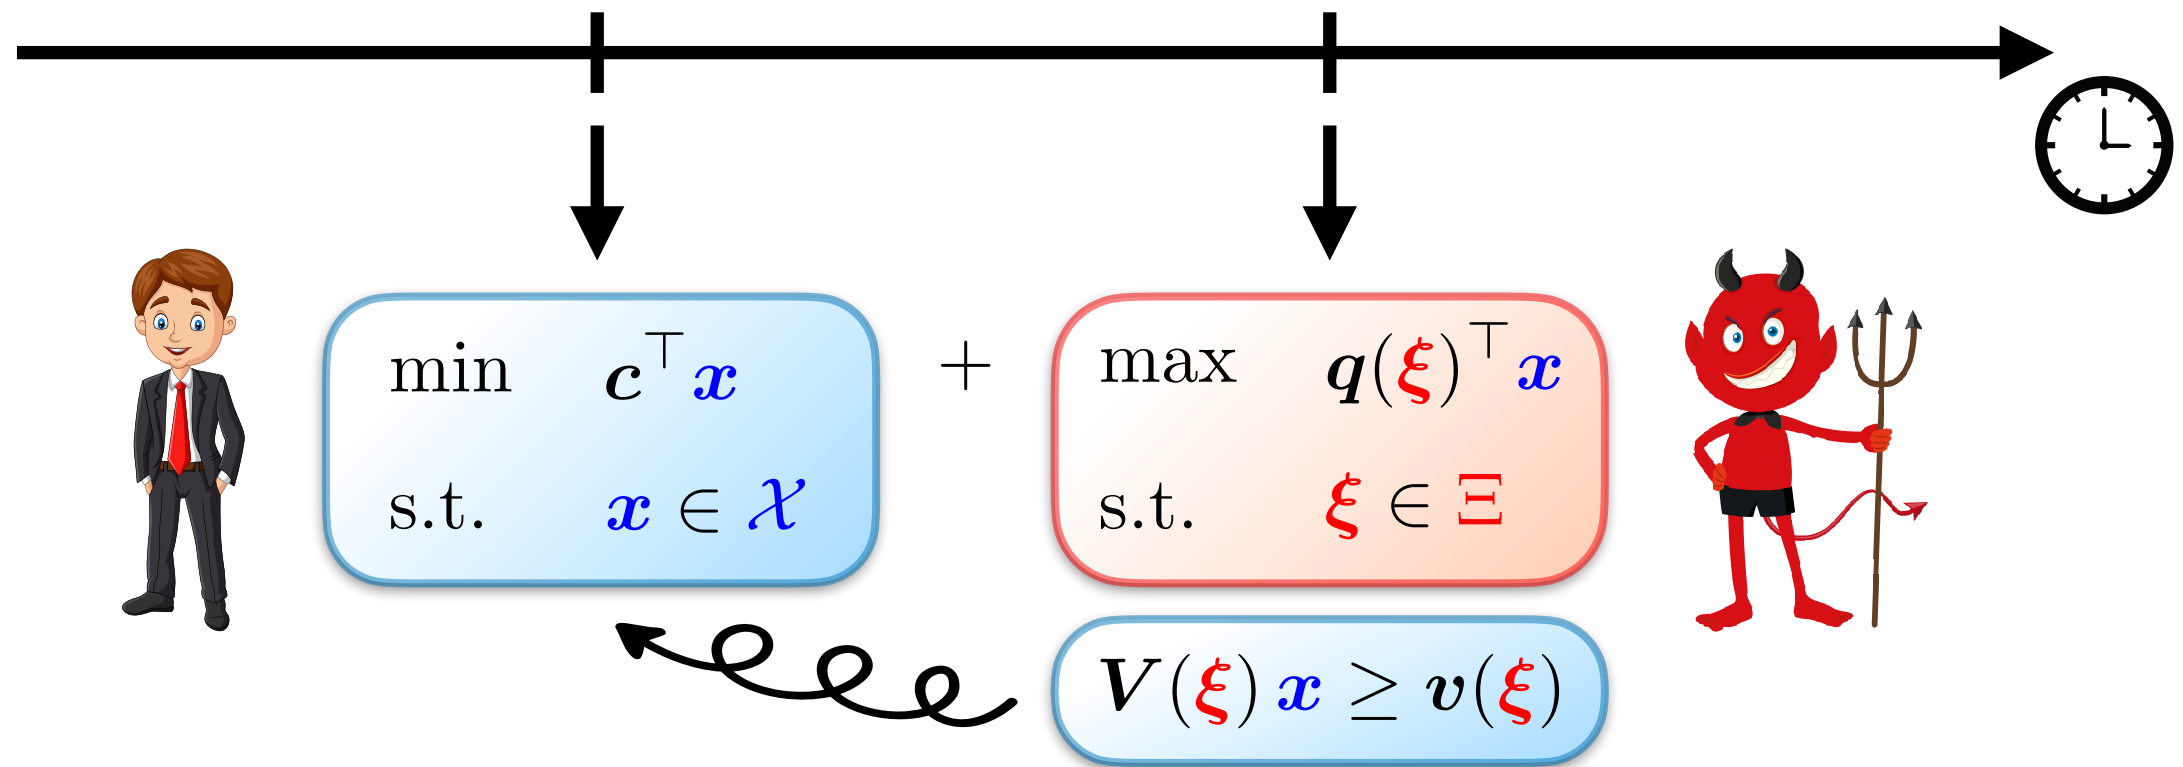 min c⊤x + max q(ξ)⊤x
s.t. x ∈ 𝒳 s.t. ξ ∈ Ξ
V(ξ) x ≥ v(ξ)